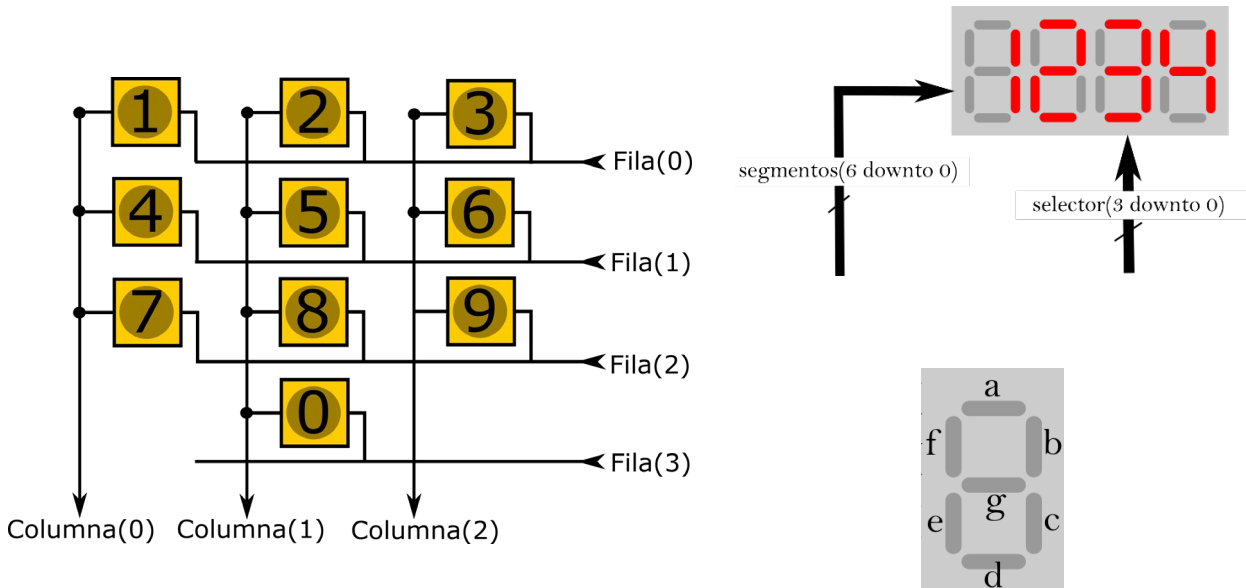 1 2 3
Fila(0)
4 5 6
Fila(1)
7 8 9
Fila(2)
0
Fila(3)
Columna(0) Columna(1) Columna(2)
1234
segmentos(6 downto 0)
selector(3 downto 0)
a
f b
g
e c
d